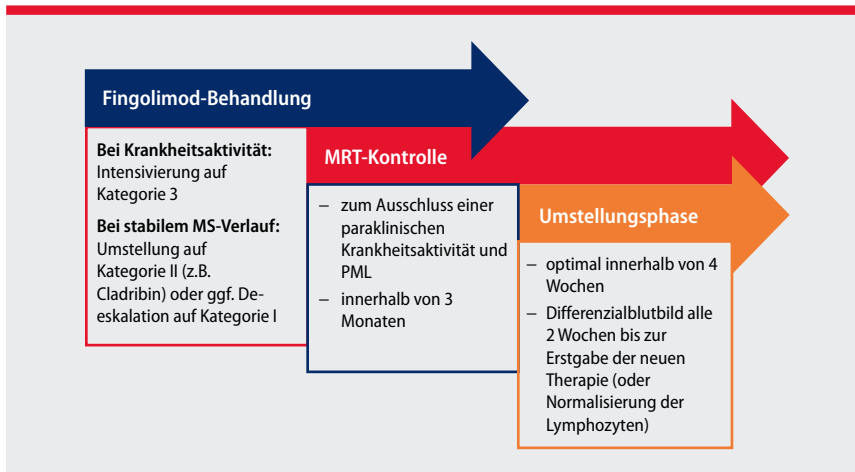 Fingolimod-Behandlung
Bei Krankheitsaktivität:
Intensivierung auf
Kategorie 3
Bei stabilem MS-Verlauf:
Umstellung auf
Kategorie II (z.B.
Cladribin) oder ggf. De-
eskalation auf Kategorie I
MRT-Kontrolle
– zum Ausschluss einer
paraklinischen
Krankheitsaktivität und
PML
– innerhalb von 3
Monaten
Umstellungsphase
– optimal innerhalb von 4
Wochen
– Differenzialblutbild alle
2 Wochen bis zur
Erstgabe der neuen
Therapie (oder
Normalisierung der
Lymphozyten)